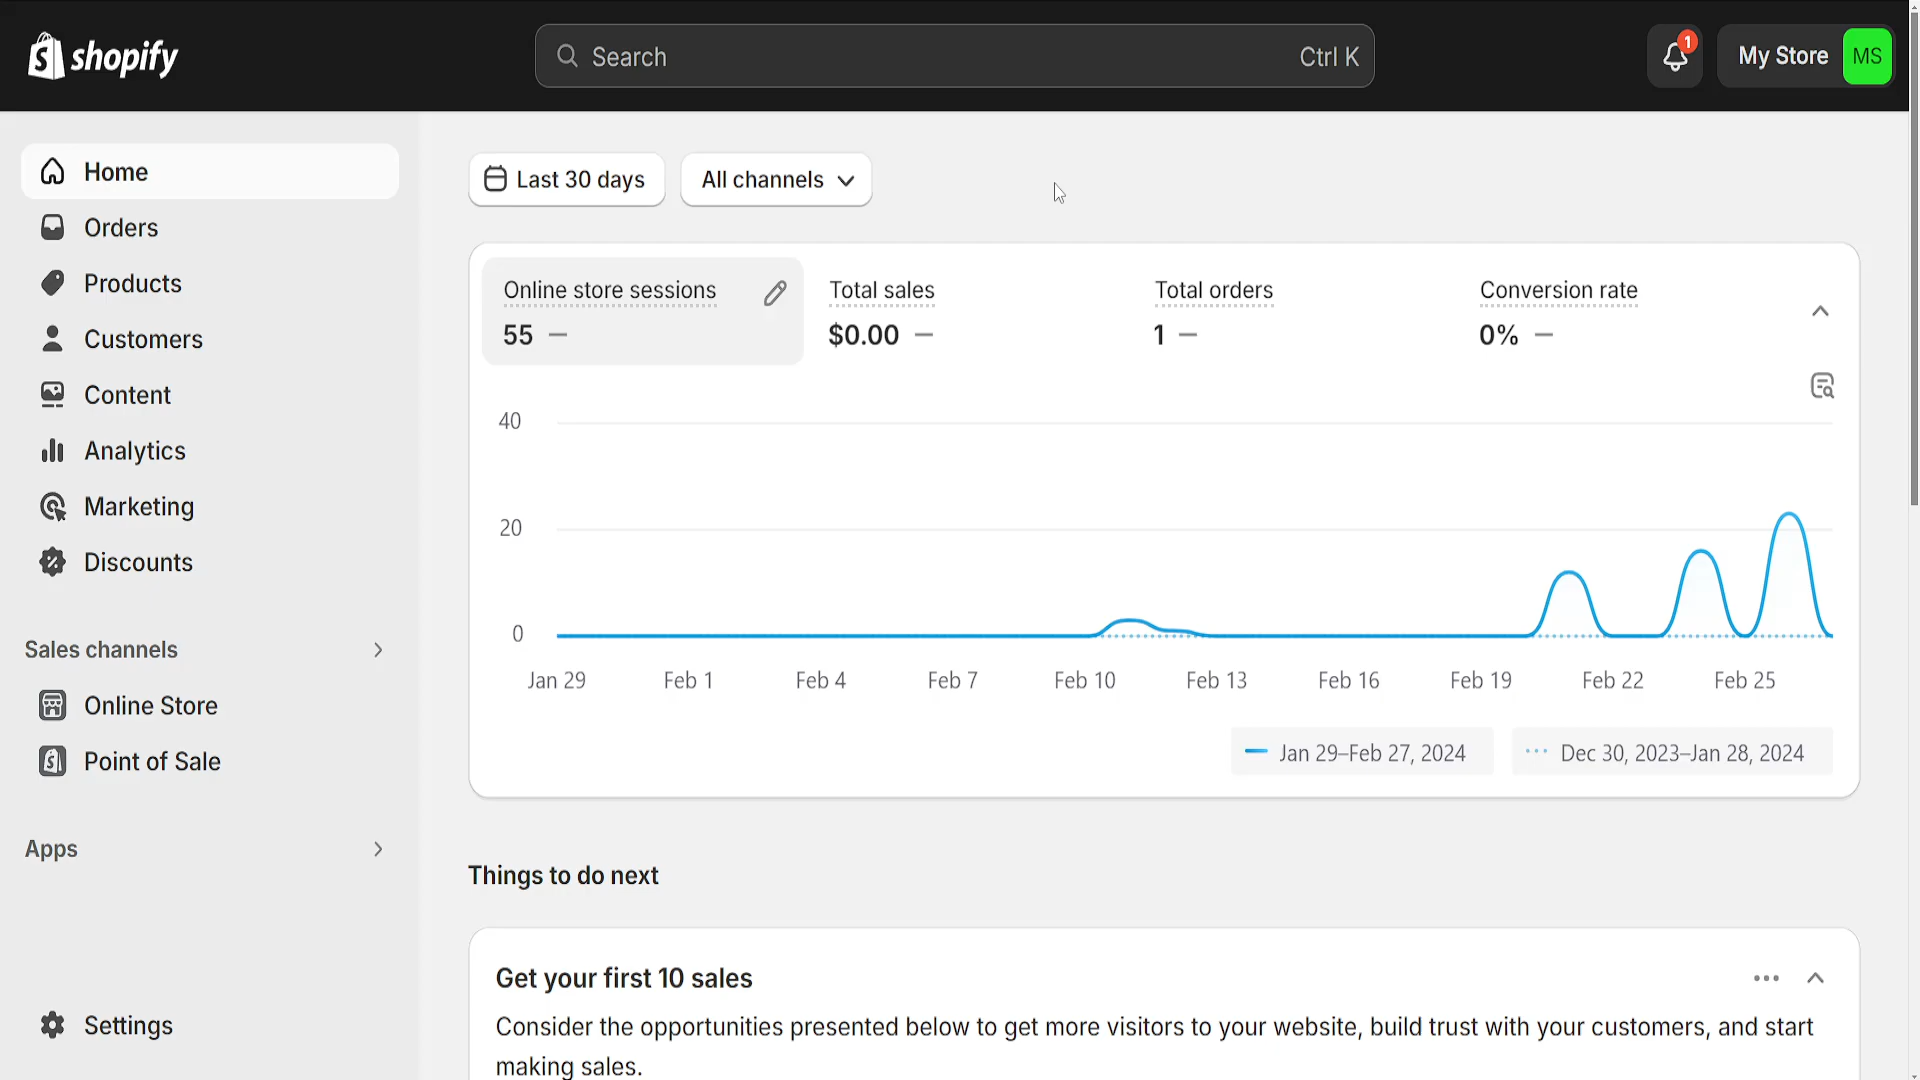 shopify
Search
Ctrl K
1
My Store
MS
Home
Orders
Products
Customers
Content
Analytics
Marketing
Discounts
Sales channels
Online Store
Point of Sale
Apps
Settings
Last 30 days
All channels
Online store sessions
55 —
Total sales
$0.00 —
Total orders
1 —
Conversion rate
0% —
40
20
0
Jan 29
Feb 1
Feb 4
Feb 7
Feb 10
Feb 13
Feb 16
Feb 19
Feb 22
Feb 25
Jan 29–Feb 27, 2024
Dec 30, 2023–Jan 28, 2024
Things to do next
Get your first 10 sales
Consider the opportunities presented below to get more visitors to your website, build trust with your customers, and start
making sales.